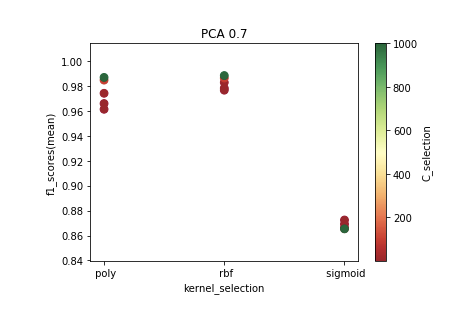 PCA 0.7
1.00
0.98
0.96
0.94
0.92
0.90
0.88
0.86
0.84
f1_scores(mean)
poly
rbf
sigmoid
kernel_selection
1000
800
600
400
200
C_selection